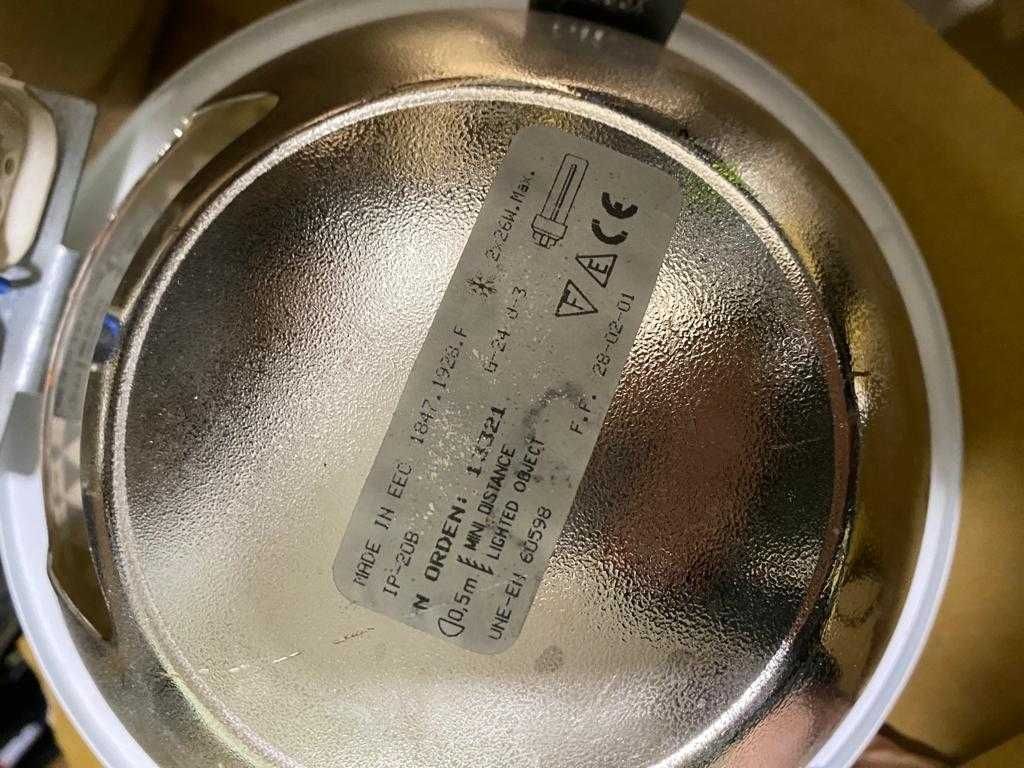 MADE IN EEC 1847.1928.F 2x26W.Max.
IP-20B G-24 d-3
N ORDEN: 13321
0,5m MINI DISTANCE
LIGHTED OBJECT
F E CE
UNE-EN 60598 F.F. 28-02-01